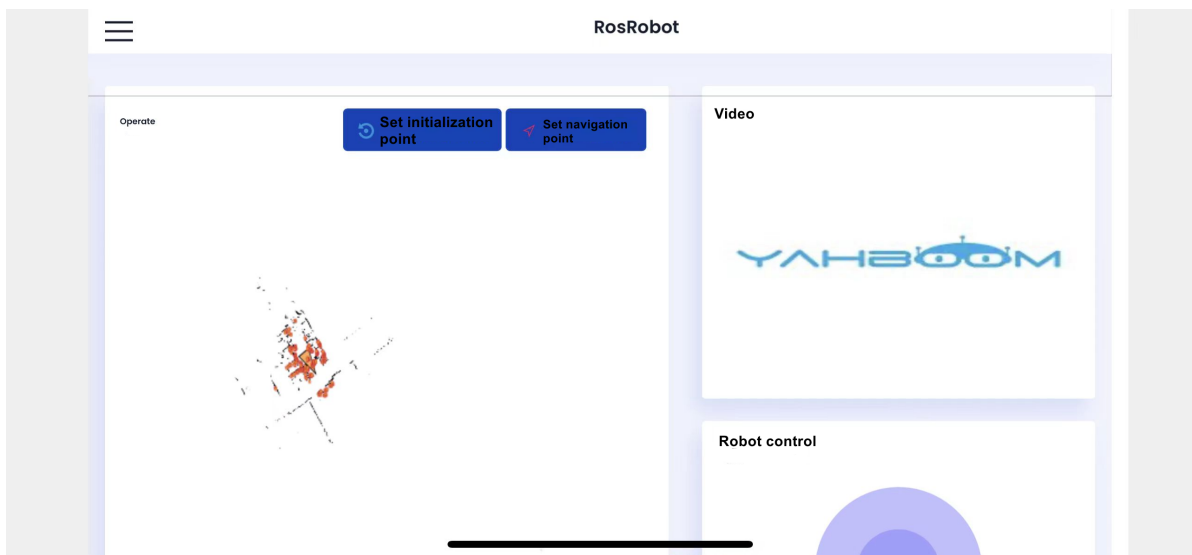 RosRobot
Operate
Set initialization
point
Set navigation
point
Video
YAHBOOM
Robot control